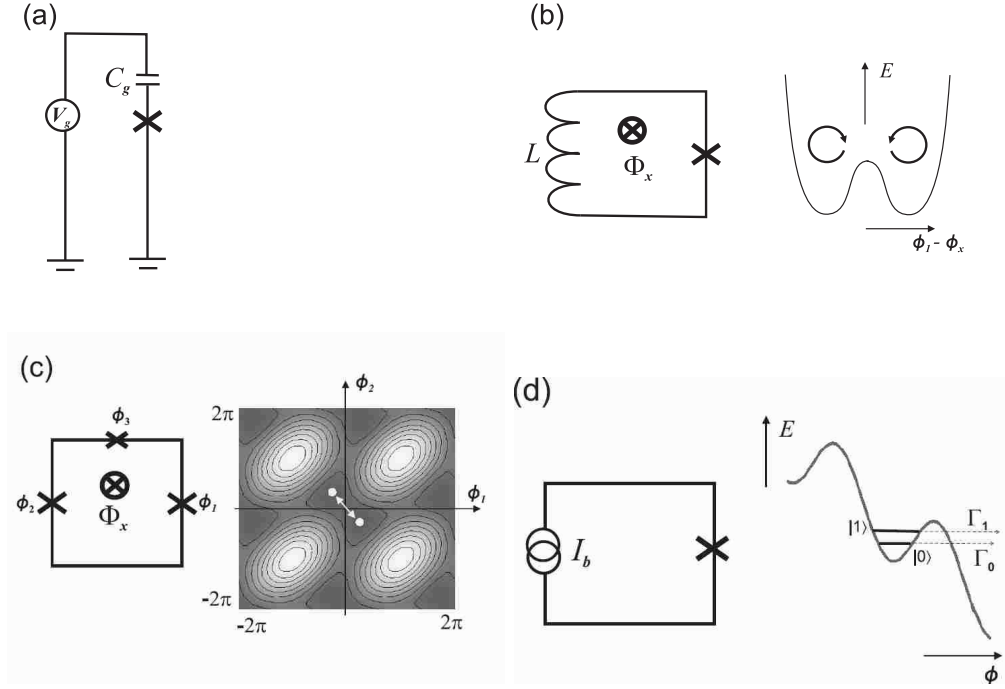 (a)
C_g
V_g
(b)
E
L
Φ_x
ϕ_1 - ϕ_x
(c)
ϕ_3
ϕ_2
ϕ_1
Φ_x
ϕ_2
2π
ϕ_1
-2π
-2π
2π
(d)
E
I_b
|1⟩
Γ_1
|0⟩
Γ_0
ϕ